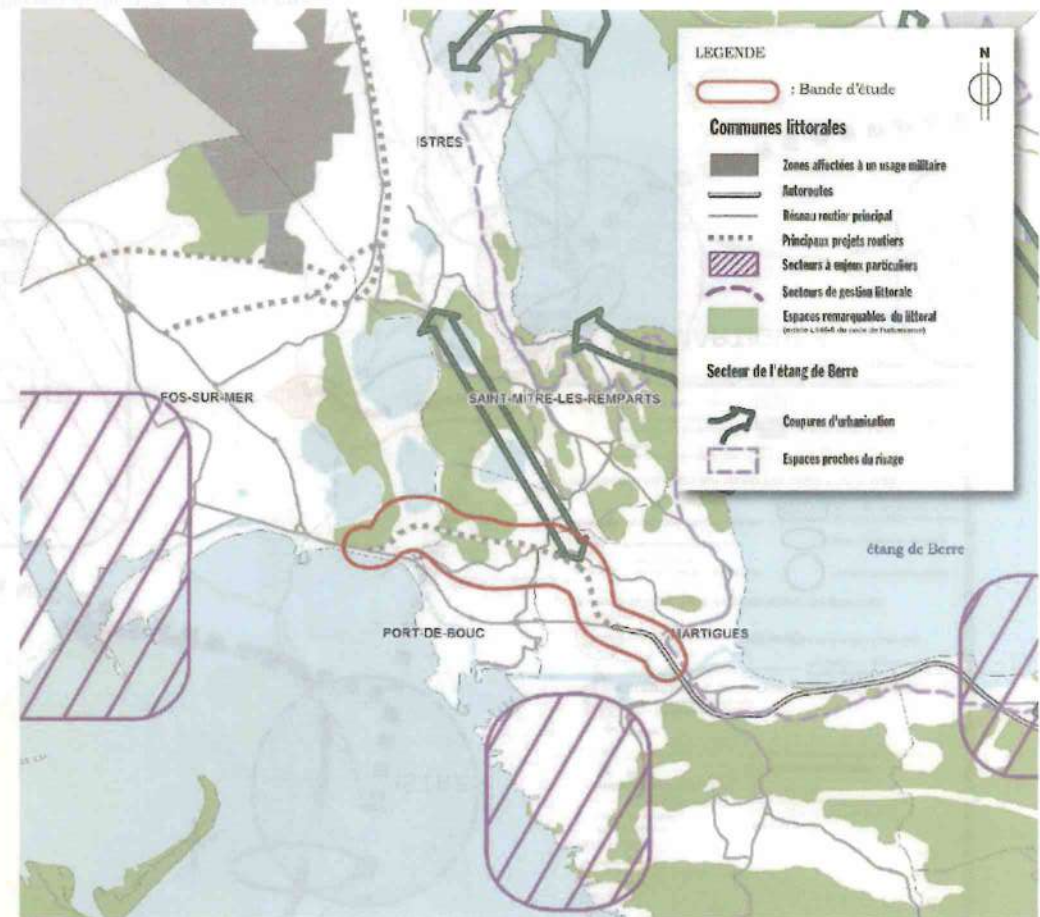 LEGENDE
N
: Bande d'étude
Communes littorales
Zones affectées à un usage militaire
Autoroutes
Réseau routier principal
Principaux projets routiers
Secteurs à enjeux particuliers
Secteurs de gestion littorale
Espaces remarquables du littoral
Secteur de l'étang de Berre
Coupures d'urbanisation
Espaces proches du rivage
ISTRES
FOS-SUR-MER
SAINT-MITRE-LES-REMPARTS
étang de Berre
PORT-DE-BOUC
MARTIGUES